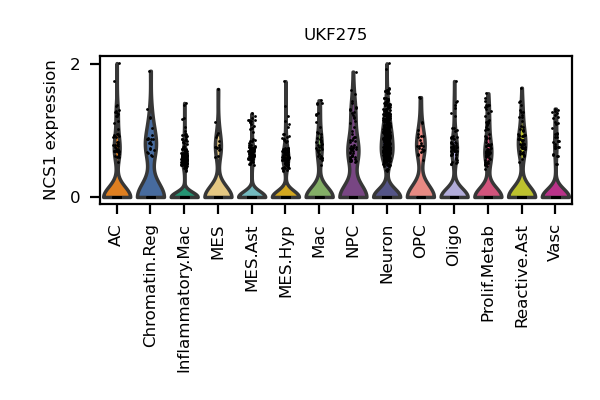 UKF275
NCS1 expression
2
0
AC
Chromatin.Reg
Inflammatory.Mac
MES
MES.Ast
MES.Hyp
Mac
NPC
Neuron
OPC
Oligo
Prolif.Metab
Reactive.Ast
Vasc